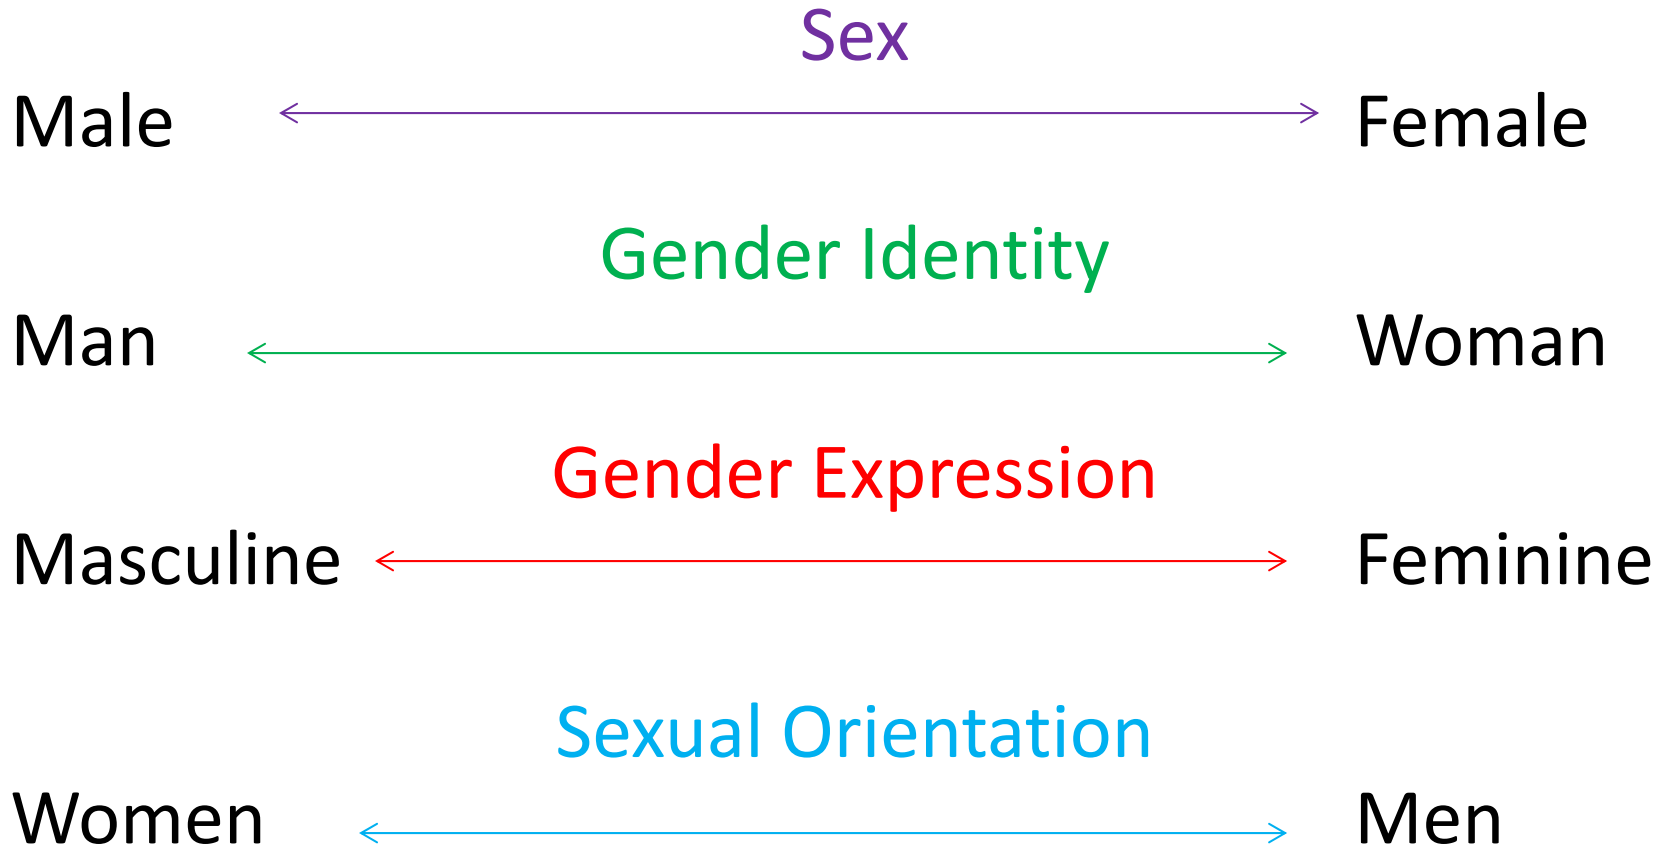 Sex
Male Female
Gender Identity
Man Woman
Gender Expression
Masculine Feminine
Sexual Orientation
Women Men